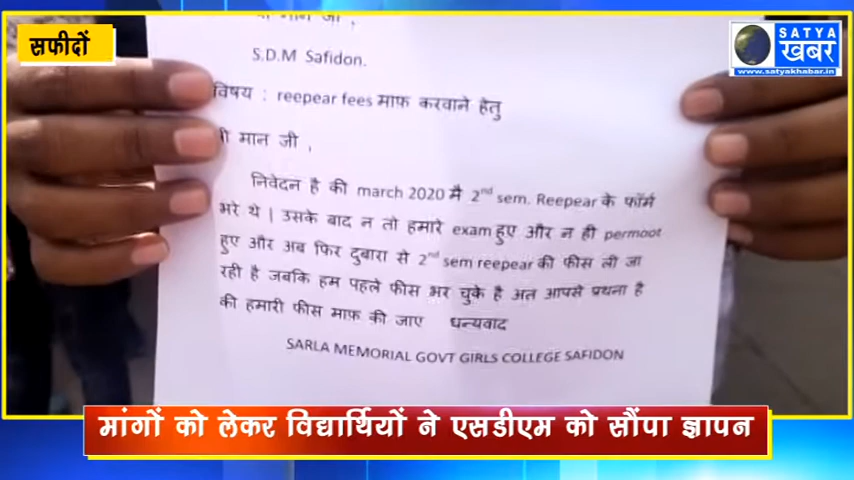 सफीदों
SATYA
खबर
www.satyakhabar.in
S.D.M Safidon.
विषय : reepear fees माफ़ करवाने हेतु
मान जी ,
निवेदन है की march 2020 मै 2nd sem. Reepear के फॉर्म
भरे थे | उसके बाद न तो हमारे exam हुए और न ही permoot
हुए और अब फिर दुबारा से 2nd sem reepear की फीस ली जा
रही है जबकि हम पहले फीस भर चुके है अत आपसे प्रथना है
की हमारी फीस माफ़ की जाए धन्यवाद
SARLA MEMORIAL GOVT GIRLS COLLEGE SAFIDON
मांगों को लेकर विद्यार्थियों ने एसडीएम को सौंपा ज्ञापन